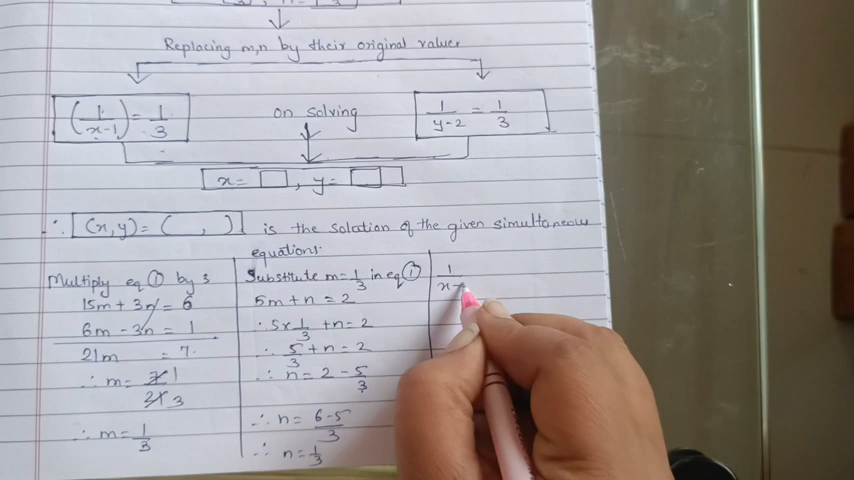 Replacing m,n by their original values
(1/x-1) = 1/3 on solving 1/y-2 = 1/3
x= , y=
∴ (x,y) = ( , ) is the solution of the given simultaneous
equations.
Multiply eq ① by 3
15m + 3n = 6
6m - 3n = 1
21m = 7.
∴ m = 7 1
21 3
∴ m = 1/3
Substitute m = 1/3 in eq ①
5m + n = 2
∴ 5x 1/3 + n = 2
∴ 5/3 + n = 2
∴ n = 2 - 5/3
∴ n = 6-5/3
∴ n = 1/3
1
x-